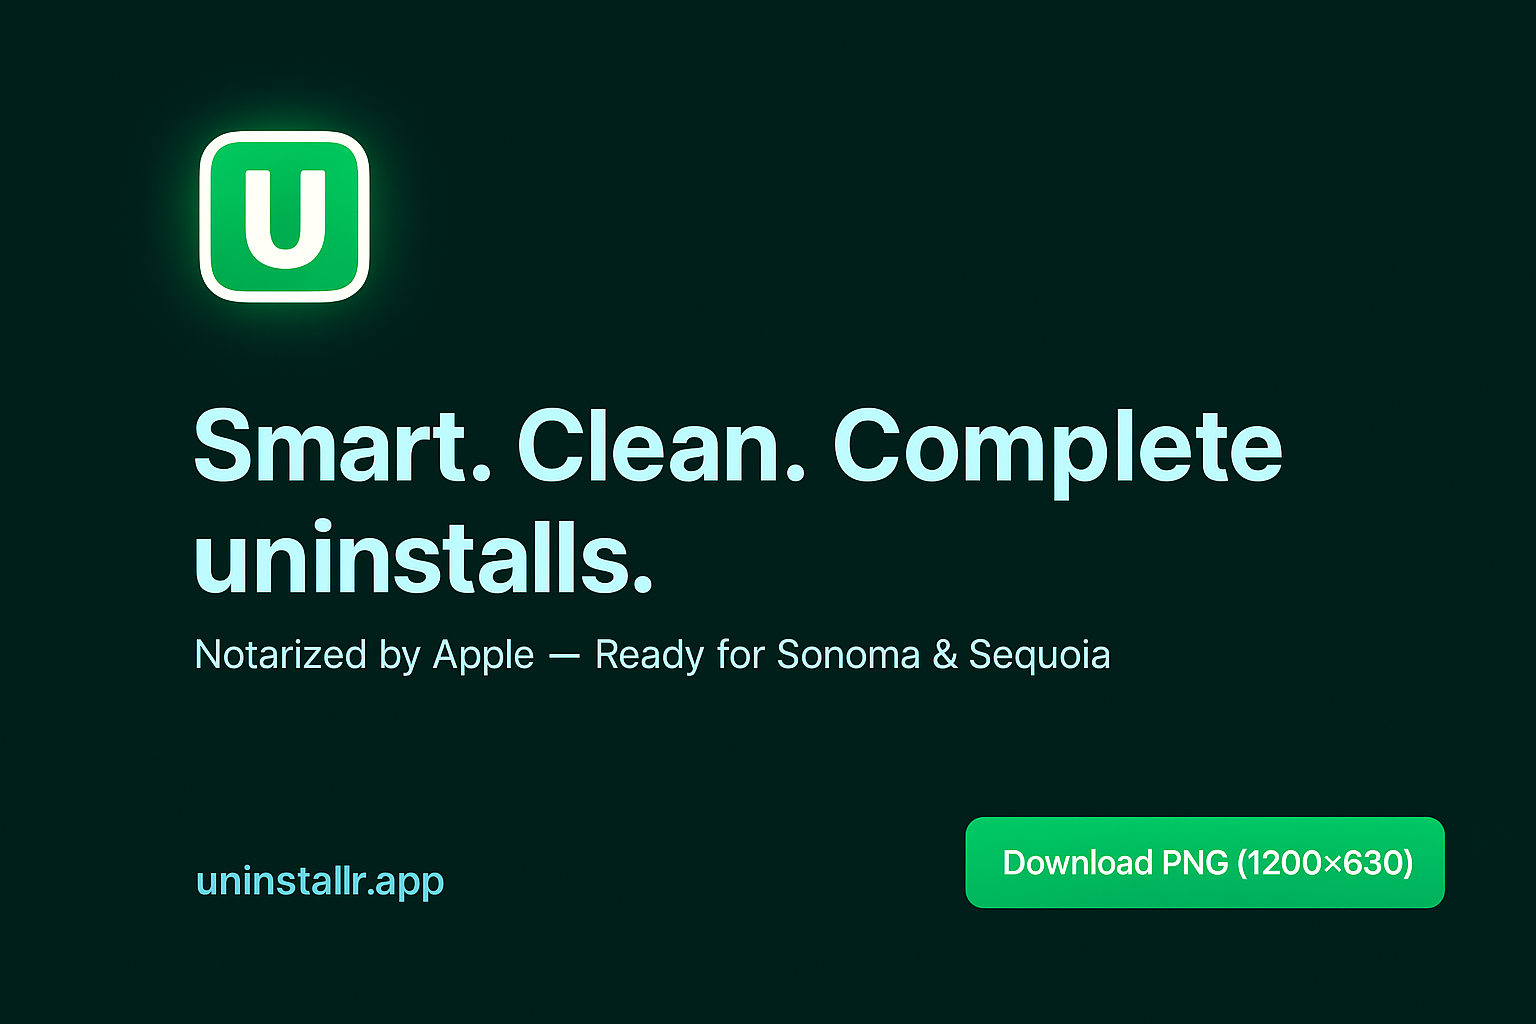 U
Smart. Clean. Complete
uninstalls.
Notarized by Apple — Ready for Sonoma & Sequoia
uninstallr.app
Download PNG (1200×630)